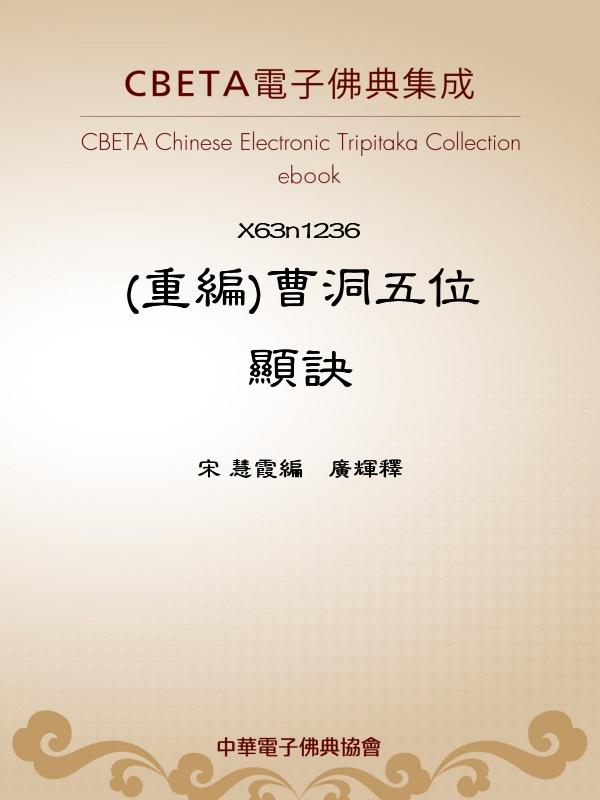 CBETA電子佛典集成
CBETA Chinese Electronic Tripitaka Collection
ebook
X63n1236
(重編)曹洞五位
顯訣
宋 慧霞編　廣輝釋
中華電子佛典協會